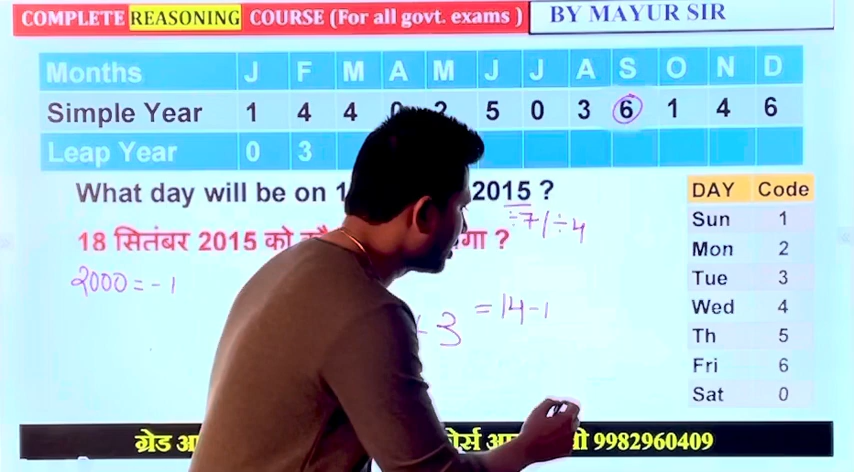 COMPLETE REASONING COURSE (For all govt. exams )
BY MAYUR SIR
Months J F M A M J J A S O N D
Simple Year 1 4 4 0 2 5 0 3 6 1 4 6
Leap Year 0 3
What day will be on 1 2015 ?
÷7/÷4
18 सितंबर 2015 को ?
2000 = -1
3 = 14-1
DAY Code
Sun 1
Mon 2
Tue 3
Wed 4
Th 5
Fri 6
Sat 0
ग्रेड 9982960409